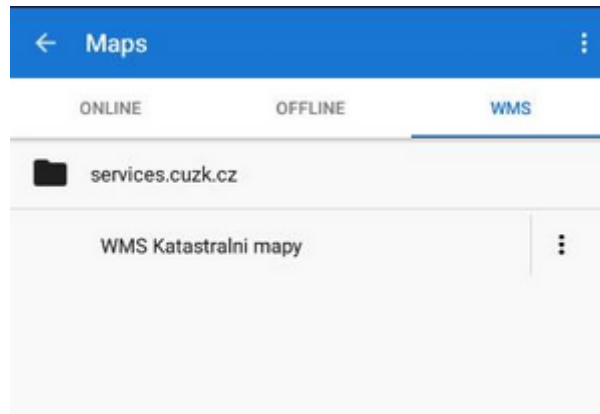 Maps
ONLINE OFFLINE WMS
services.cuzk.cz
WMS Katastralni mapy